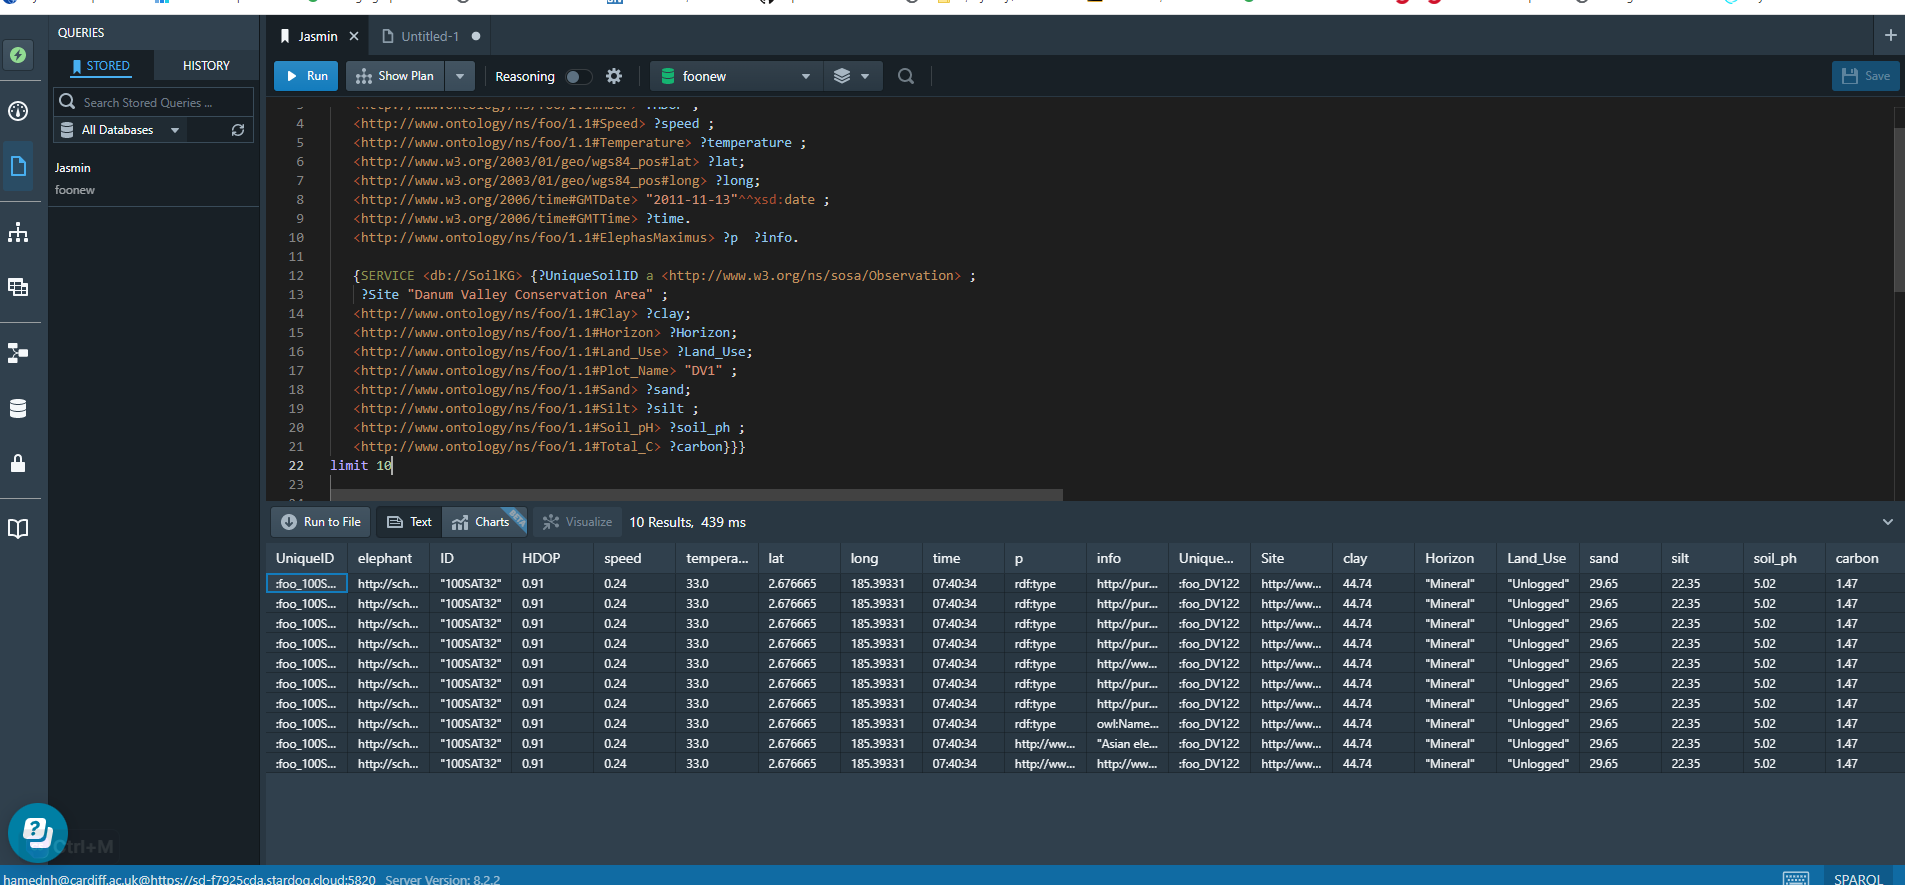 QUERIES
STORED
HISTORY
Search Stored Queries ...
All Databases
Jasmin
foonew
Jasmin
Untitled-1
Run
Show Plan
Reasoning
foonew
Save
4 <http://www.ontology/ns/foo/1.1#Speed> ?speed ;
5 <http://www.ontology/ns/foo/1.1#Temperature> ?temperature ;
6 <http://www.w3.org/2003/01/geo/wgs84_pos#lat> ?lat;
7 <http://www.w3.org/2003/01/geo/wgs84_pos#long> ?long;
8 <http://www.w3.org/2006/time#GMTDate> "2011-11-13"^^xsd:date ;
9 <http://www.w3.org/2006/time#GMTTime> ?time.
10 <http://www.ontology/ns/foo/1.1#ElephasMaximus> ?p ?info.
11
12 {SERVICE <db://SoilKG> {?UniqueSoilID a <http://www.w3.org/ns/sosa/Observation> ;
13 ?Site "Danum Valley Conservation Area" ;
14 <http://www.ontology/ns/foo/1.1#Clay> ?clay;
15 <http://www.ontology/ns/foo/1.1#Horizon> ?Horizon;
16 <http://www.ontology/ns/foo/1.1#Land_Use> ?Land_Use;
17 <http://www.ontology/ns/foo/1.1#Plot_Name> "DV1" ;
18 <http://www.ontology/ns/foo/1.1#Sand> ?sand;
19 <http://www.ontology/ns/foo/1.1#Silt> ?silt ;
20 <http://www.ontology/ns/foo/1.1#Soil_pH> ?soil_ph ;
21 <http://www.ontology/ns/foo/1.1#Total_C> ?carbon}}}
22 limit 10
23
Run to File
Text
Charts
BETA
Visualize
10 Results, 439 ms
UniqueID elephant ID HDOP speed tempera... lat long time p info Unique... Site clay Horizon Land_Use sand silt soil_ph carbon
:foo_100S... http://sch... "100SAT32" 0.91 0.24 33.0 2.676665 185.39331 07:40:34 rdf:type http://pur... :foo_DV122 http://ww... 44.74 "Mineral" "Unlogged" 29.65 22.35 5.02 1.47
:foo_100S... http://sch... "100SAT32" 0.91 0.24 33.0 2.676665 185.39331 07:40:34 rdf:type http://pur... :foo_DV122 http://ww... 44.74 "Mineral" "Unlogged" 29.65 22.35 5.02 1.47
:foo_100S... http://sch... "100SAT32" 0.91 0.24 33.0 2.676665 185.39331 07:40:34 rdf:type http://pur... :foo_DV122 http://ww... 44.74 "Mineral" "Unlogged" 29.65 22.35 5.02 1.47
:foo_100S... http://sch... "100SAT32" 0.91 0.24 33.0 2.676665 185.39331 07:40:34 rdf:type http://pur... :foo_DV122 http://ww... 44.74 "Mineral" "Unlogged" 29.65 22.35 5.02 1.47
:foo_100S... http://sch... "100SAT32" 0.91 0.24 33.0 2.676665 185.39331 07:40:34 rdf:type http://ww... :foo_DV122 http://ww... 44.74 "Mineral" "Unlogged" 29.65 22.35 5.02 1.47
:foo_100S... http://sch... "100SAT32" 0.91 0.24 33.0 2.676665 185.39331 07:40:34 rdf:type http://pur... :foo_DV122 http://ww... 44.74 "Mineral" "Unlogged" 29.65 22.35 5.02 1.47
:foo_100S... http://sch... "100SAT32" 0.91 0.24 33.0 2.676665 185.39331 07:40:34 rdf:type http://pur... :foo_DV122 http://ww... 44.74 "Mineral" "Unlogged" 29.65 22.35 5.02 1.47
:foo_100S... http://sch... "100SAT32" 0.91 0.24 33.0 2.676665 185.39331 07:40:34 rdf:type owl:Name... :foo_DV122 http://ww... 44.74 "Mineral" "Unlogged" 29.65 22.35 5.02 1.47
:foo_100S... http://sch... "100SAT32" 0.91 0.24 33.0 2.676665 185.39331 07:40:34 http://ww... "Asian ele... :foo_DV122 http://ww... 44.74 "Mineral" "Unlogged" 29.65 22.35 5.02 1.47
:foo_100S... http://sch... "100SAT32" 0.91 0.24 33.0 2.676665 185.39331 07:40:34 http://ww... http://ww... :foo_DV122 http://ww... 44.74 "Mineral" "Unlogged" 29.65 22.35 5.02 1.47
Ctrl+M
hamednh@cardiff.ac.uk@https://sd-f7925cda.stardog.cloud:5820 Server Version: 8.2.2
SPARQL